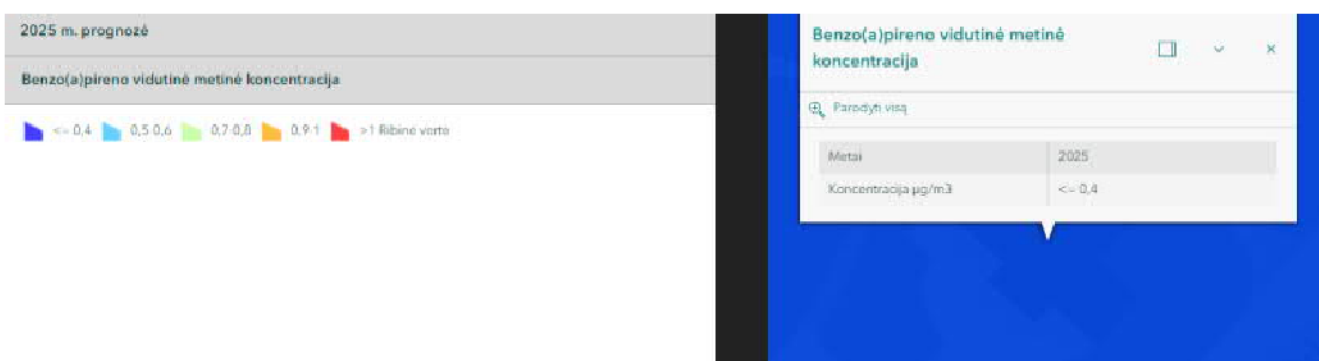 2025 m. prognozė
Benzo(a)pireno vidutinė metinė koncentracija
<= 0,4 0,5-0,6 0,7-0,8 0,9-1 >1 Ribinė vertė
Benzo(a)pireno vidutinė metinė
koncentracija
Parodyti visą
Metai 2025
Koncentracija µg/m3 <= 0,4